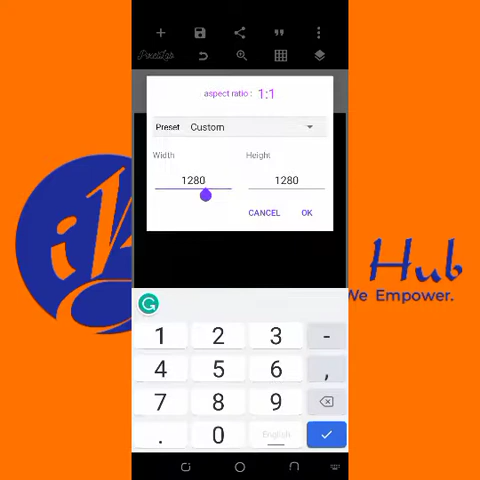 PixelLab
aspect ratio : 1:1
Preset Custom
Width Height
1280 1280
CANCEL OK
Hub
We Empower.
1 2 3 -
4 5 6 ,
7 8 9
. 0 English